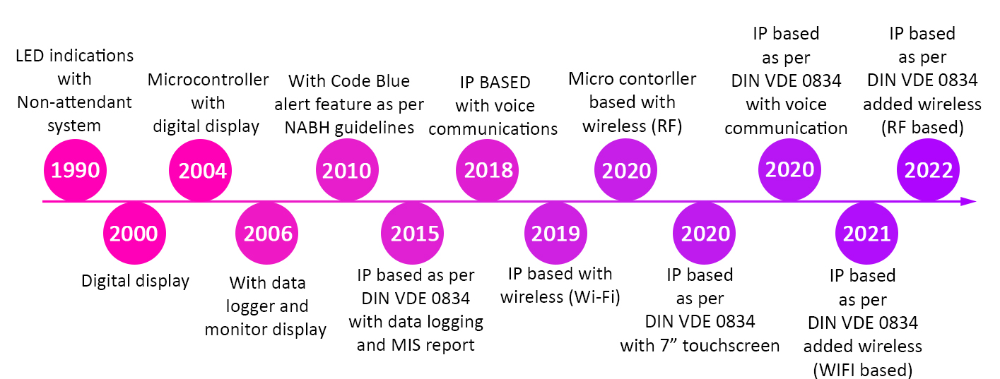 LED indications
with
Non-attendant
system
1990
2000
Digital display
Microcontroller
with
digital display
2004
2006
With data
logger and
monitor display
With Code Blue
alert feature as per
NABH guidelines
2010
2015
IP based as per
DIN VDE 0834
with data logging
and MIS report
IP BASED
with voice
communications
2018
2019
IP based with
wireless (Wi-Fi)
Micro contorller
based with
wireless (RF)
2020
2020
IP based
as per
DIN VDE 0834
with 7” touchscreen
IP based
as per
DIN VDE 0834
with voice
communication
2020
2021
IP based
as per
DIN VDE 0834
added wireless
(WIFI based)
IP based
as per
DIN VDE 0834
added wireless
(RF based)
2022